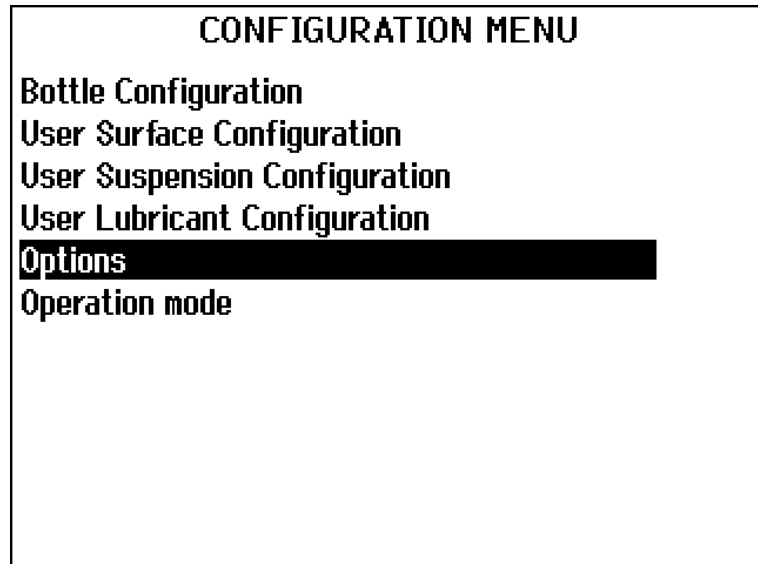 CONFIGURATION MENU
Bottle Configuration
User Surface Configuration
User Suspension Configuration
User Lubricant Configuration
Options
Operation mode